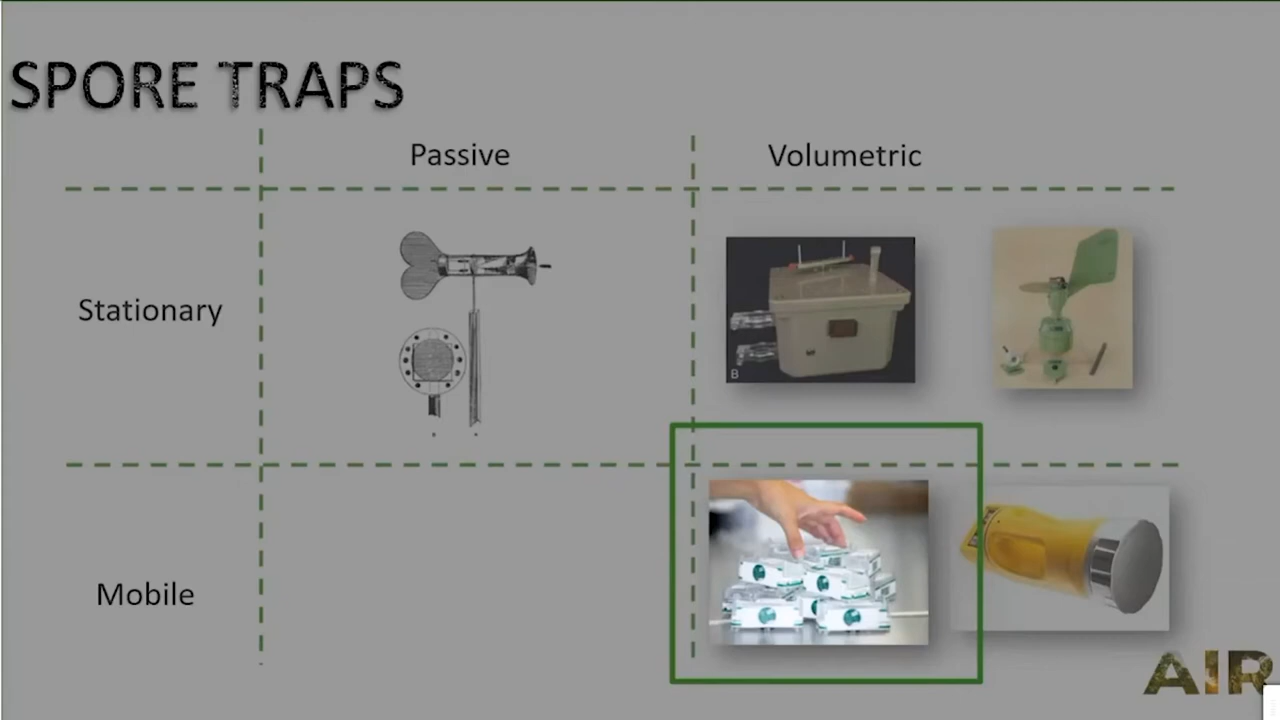 SPORE TRAPS
Passive
Volumetric
Stationary
B
Mobile
AIR